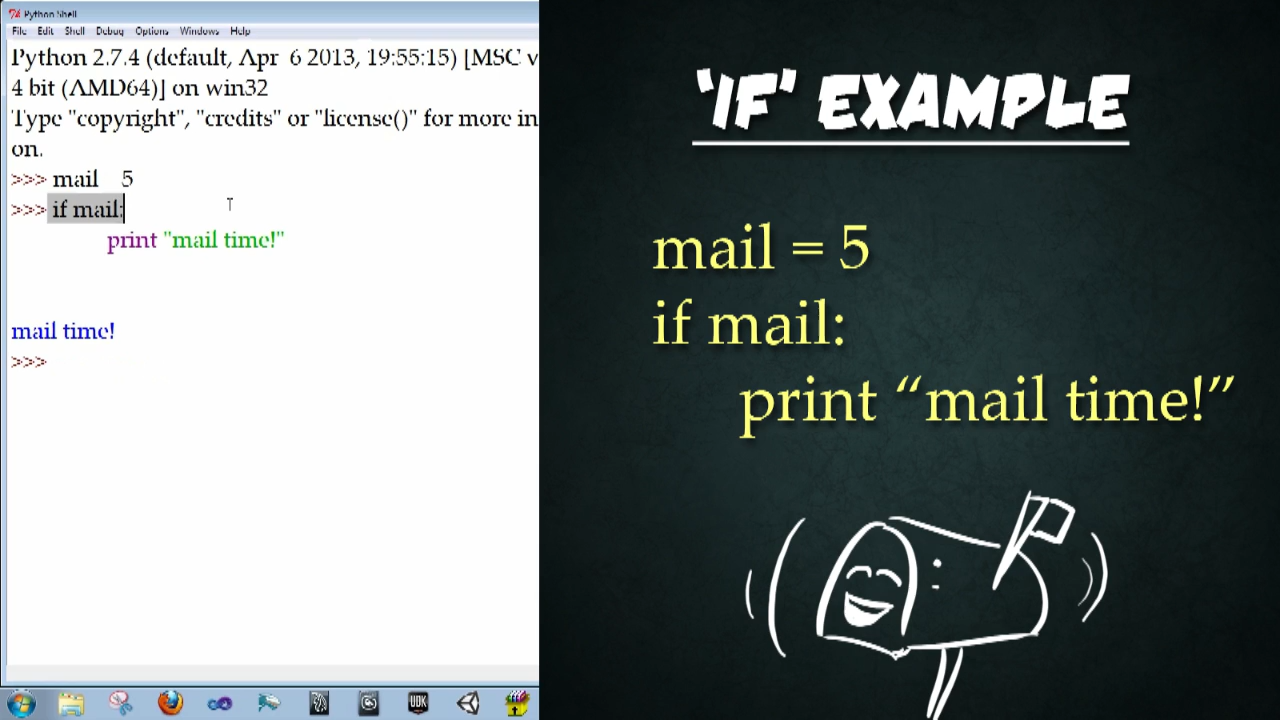 Python Shell
File Edit Shell Debug Options Windows Help
Python 2.7.4 (default, Apr 6 2013, 19:55:15) [MSC v
4 bit (AMD64)] on win32
Type "copyright", "credits" or "license()" for more in
on.
>>> mail 5
>>> if mail:
print "mail time!"
mail time!
>>>
‘IF’ EXAMPLE
mail = 5
if mail:
print “mail time!”
UDK